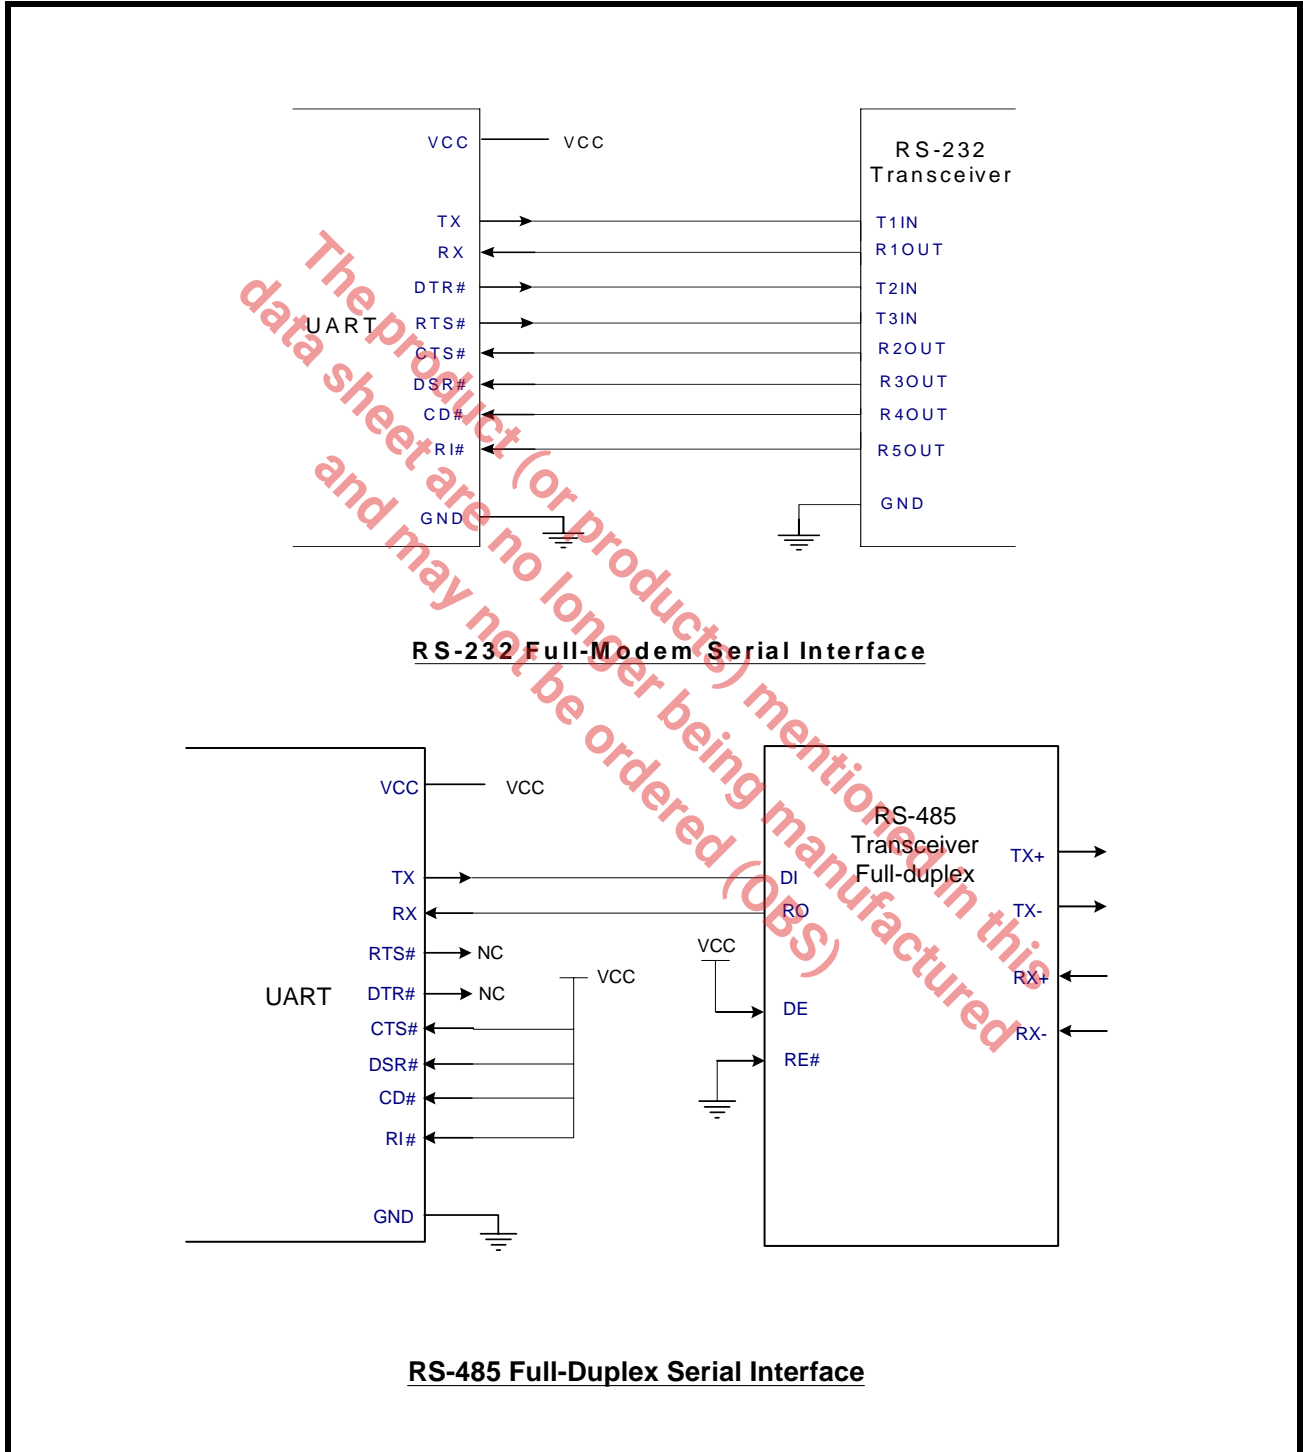 VCC VCC
RS-232
Transceiver
TX T1IN
RX R1OUT
DTR# T2IN
UART RTS# T3IN
CTS# R2OUT
DSR# R3OUT
CD# R4OUT
RI# R5OUT
GND GND
RS-232 Full-Modem Serial Interface
The product (or products) mentioned in this
data sheet are no longer being manufactured
and may not be ordered (OBS)
VCC VCC
RS-485
Transceiver
Full-duplex
TX+
TX DI
RX RO TX-
RTS# NC VCC
VCC RX+
UART DTR# NC
DE
CTS# RX-
DSR# RE#
CD#
RI#
GND
RS-485 Full-Duplex Serial Interface